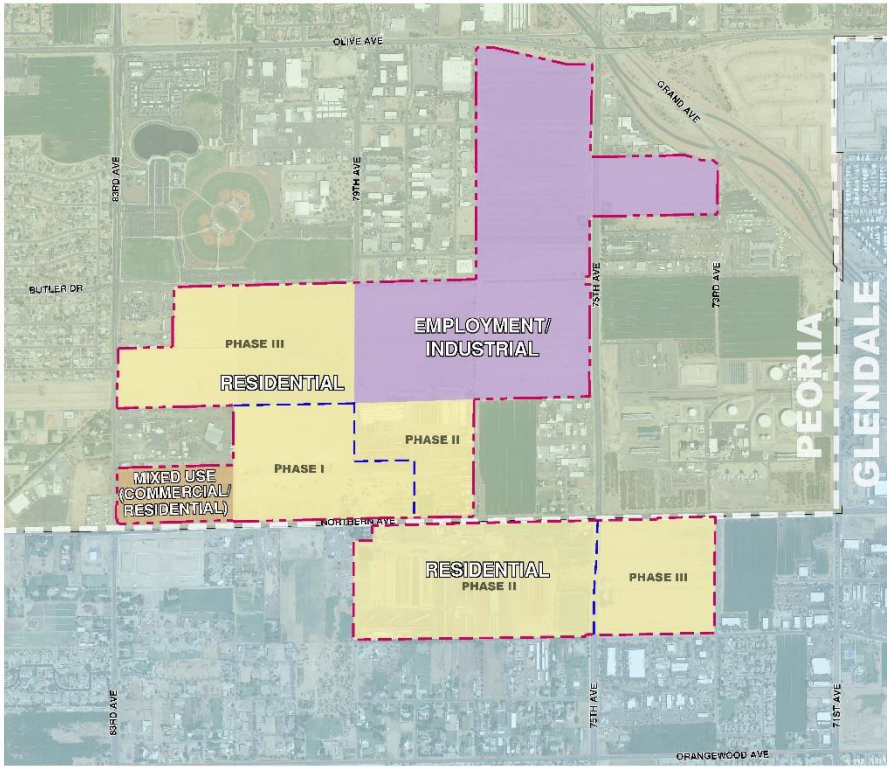 OLIVE AVE
GRAND AVE
83RD AVE
79TH AVE
75TH AVE
73RD AVE
BUTLER DR
PHASE III
RESIDENTIAL
EMPLOYMENT/
INDUSTRIAL
PEORIA
GLENDALE
PHASE I
PHASE II
MIXED USE
(COMMERCIAL/
RESIDENTIAL)
NORTHERN AVE
RESIDENTIAL
PHASE II
PHASE III
83RD AVE
75TH AVE
71ST AVE
ORANGEWOOD AVE